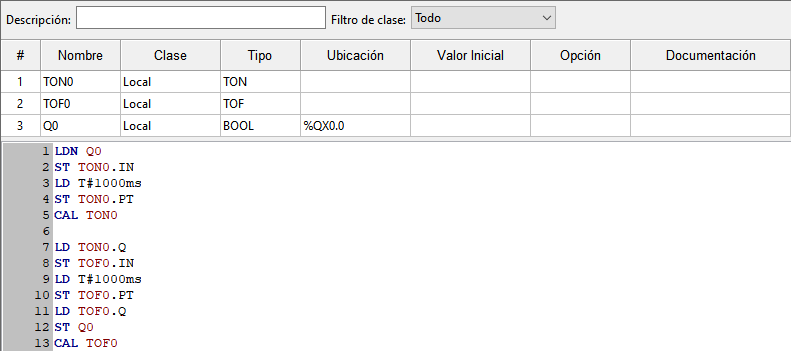 Descripción: Filtro de clase: Todo
# Nombre Clase Tipo Ubicación Valor Inicial Opción Documentación
1 TON0 Local TON
2 TOF0 Local TOF
3 Q0 Local BOOL %QX0.0
1 LDN Q0
2 ST TON0.IN
3 LD T#1000ms
4 ST TON0.PT
5 CAL TON0
6
7 LD TON0.Q
8 ST TOF0.IN
9 LD T#1000ms
10 ST TOF0.PT
11 LD TOF0.Q
12 ST Q0
13 CAL TOF0